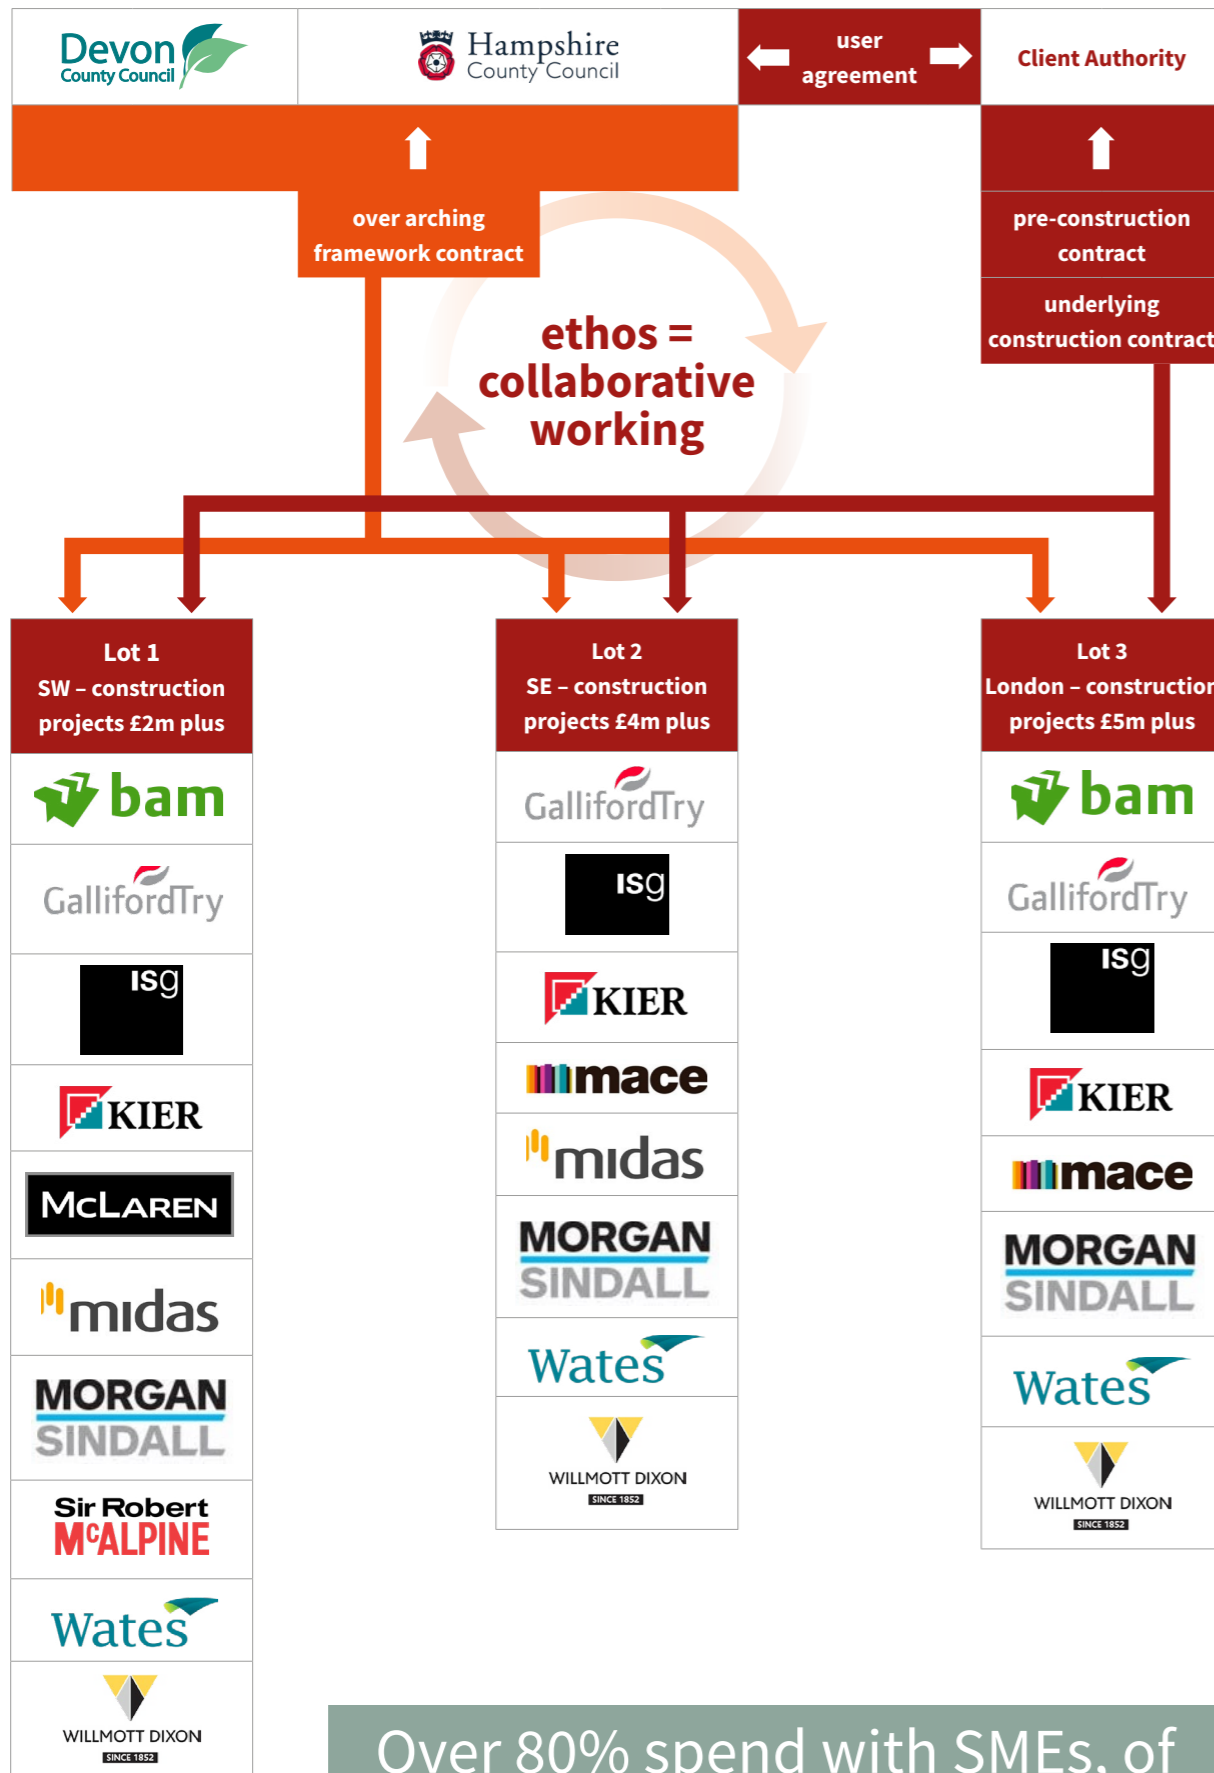 Devon
County Council
Hampshire
County Council
user
agreement
Client Authority
over arching
framework contract
pre-construction
contract
underlying
construction contract
ethos =
collaborative
working
Lot 1
SW – construction
projects £2m plus
bam
GallifordTry
ISg
KIER
McLAREN
midas
MORGAN
SINDALL
Sir Robert
McALPINE
Wates
WILLMOTT DIXON
SINCE 1852
Lot 2
SE – construction
projects £4m plus
GallifordTry
ISg
KIER
mace
midas
MORGAN
SINDALL
Wates
WILLMOTT DIXON
SINCE 1852
Lot 3
London – construction
projects £5m plus
bam
GallifordTry
ISg
KIER
mace
MORGAN
SINDALL
Wates
WILLMOTT DIXON
SINCE 1852
Over 80% spend with SMEs, of